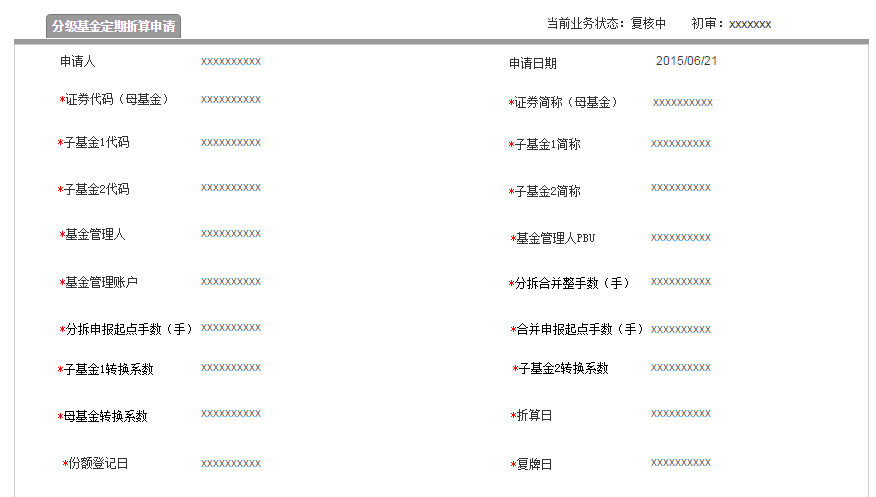 分级基金定期折算申请 当前业务状态：复核中 初审：xxxxxxx
申请人 xxxxxxxxxx 申请日期 2015/06/21
*证券代码（母基金） xxxxxxxxxx *证券简称（母基金） xxxxxxxxxx
*子基金1代码 xxxxxxxxxx *子基金1简称 xxxxxxxxxx
*子基金2代码 xxxxxxxxxx *子基金2简称 xxxxxxxxxx
*基金管理人 xxxxxxxxxx *基金管理人PBU xxxxxxxxxx
*基金管理账户 xxxxxxxxxx *分拆合并整手数（手） xxxxxxxxxx
*分拆申报起点手数（手） xxxxxxxxxx *合并申报起点手数（手） xxxxxxxxxx
*子基金1转换系数 xxxxxxxxxx *子基金2转换系数 xxxxxxxxxx
*母基金转换系数 xxxxxxxxxx *折算日 xxxxxxxxxx
*份额登记日 xxxxxxxxxx *复牌日 xxxxxxxxxx